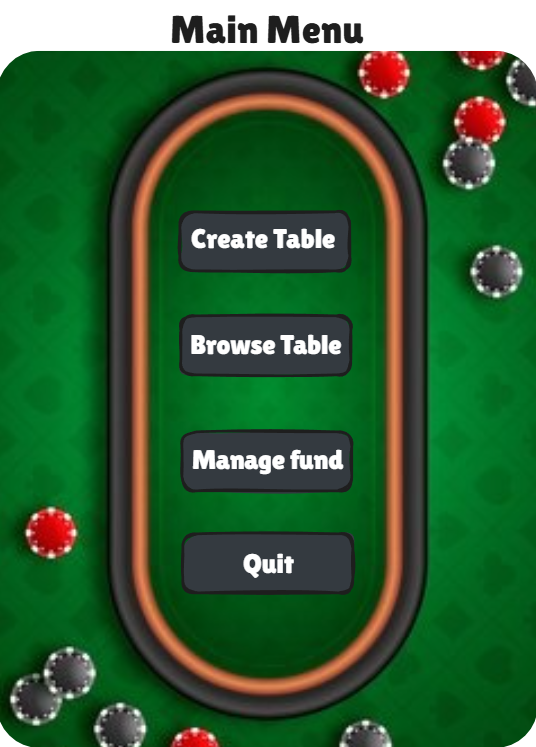 Main Menu
Create Table
Browse Table
Manage fund
Quit